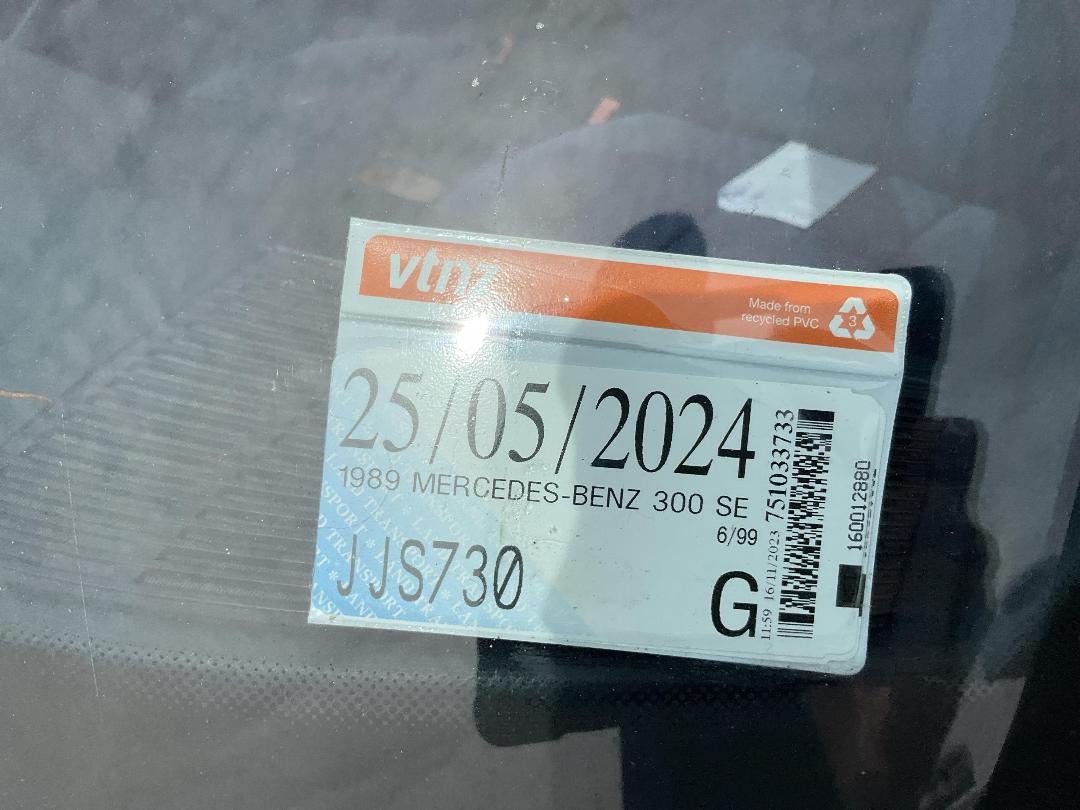 vtnz
Made from
recycled PVC
3
25/05/2024
1989 MERCEDES-BENZ 300 SE
6/99
JJS730
G
11:59 16/11/2023 751033733
160012880